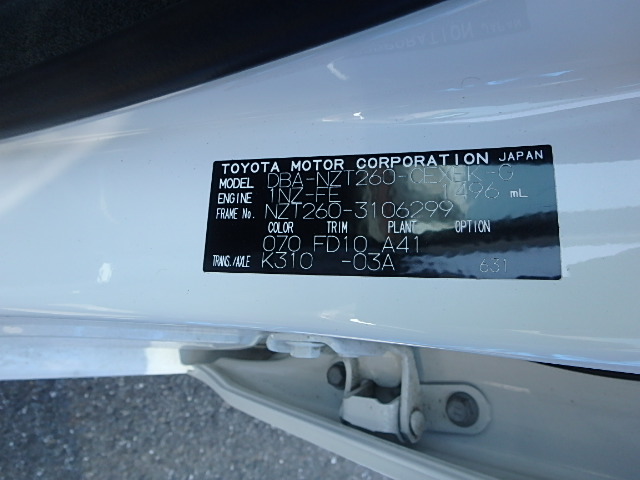 TOYOTA MOTOR CORPORATION JAPAN
MODEL DBA-NZT260-CEXEK-C
ENGINE 1NZ-FE 1496 mL
FRAME No. NZT260-3106299
COLOR TRIM PLANT OPTION
070 FD10 A41
TRANS./AXLE K310 -03A 631